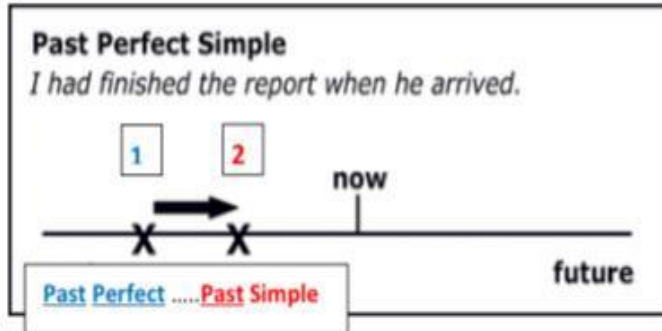 Past Perfect Simple
I had finished the report when he arrived.
1 2
now
X X
future
Past Perfect .....Past Simple